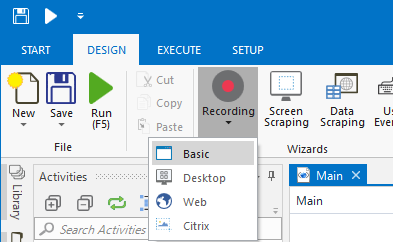 START DESIGN EXECUTE SETUP
New Save Run (F5)
Cut
Copy
Paste
Recording
Screen Scraping
Data Scraping
File
Wizards
Basic
Desktop
Web
Citrix
Library
Activities
Search Activities
Main
Main